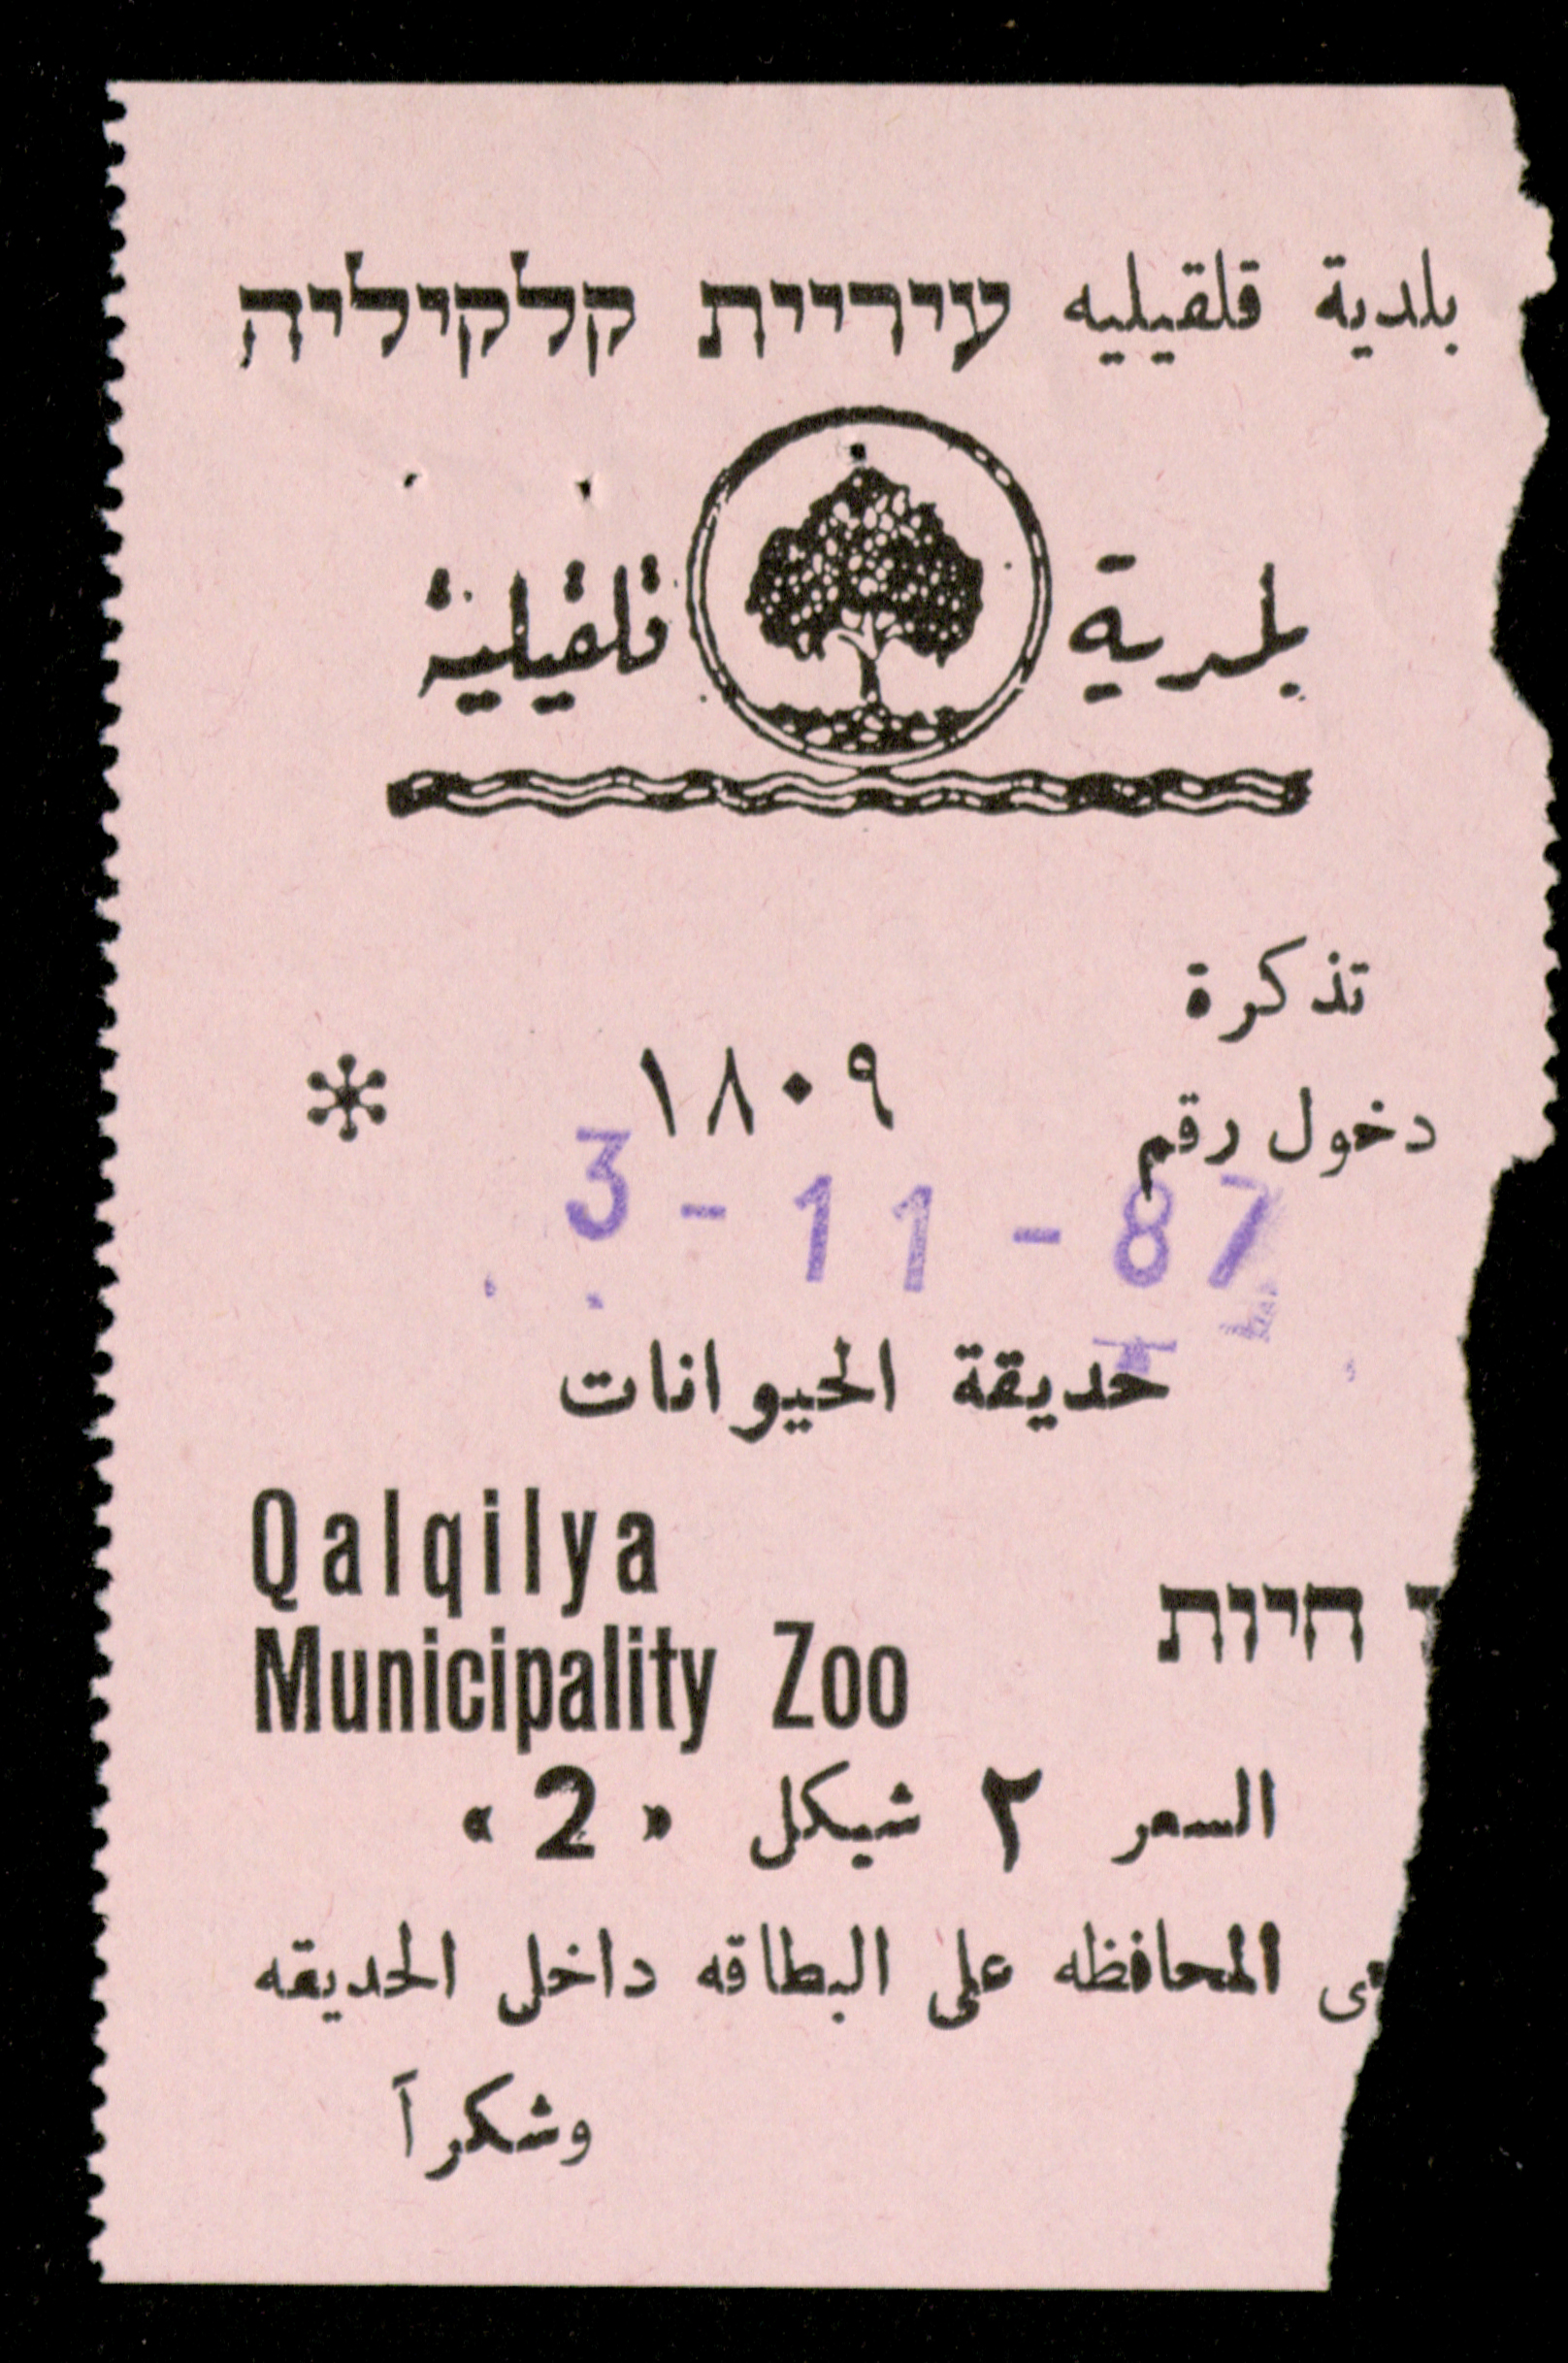 بلدية قلقيليه עיריית קלקיליה
بلدية قلقيلية
تذكرة
دخول رقم ١٨٠٩ *
3-11-87
حديقة الحيوانات
Qalqilya
Municipality Zoo
חיות
السعر ٢ شيكل « 2 »
المحافظه على البطاقه داخل الحديقه
وشكراً